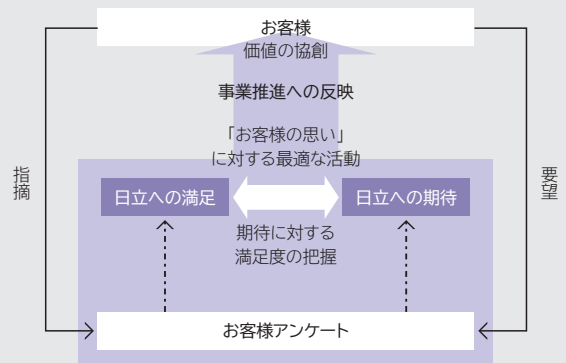 お客様
価値の協創
事業推進への反映
「お客様の思い」
に対する最適な活動
指摘
要望
日立への満足
日立への期待
期待に対する
満足度の把握
お客様アンケート